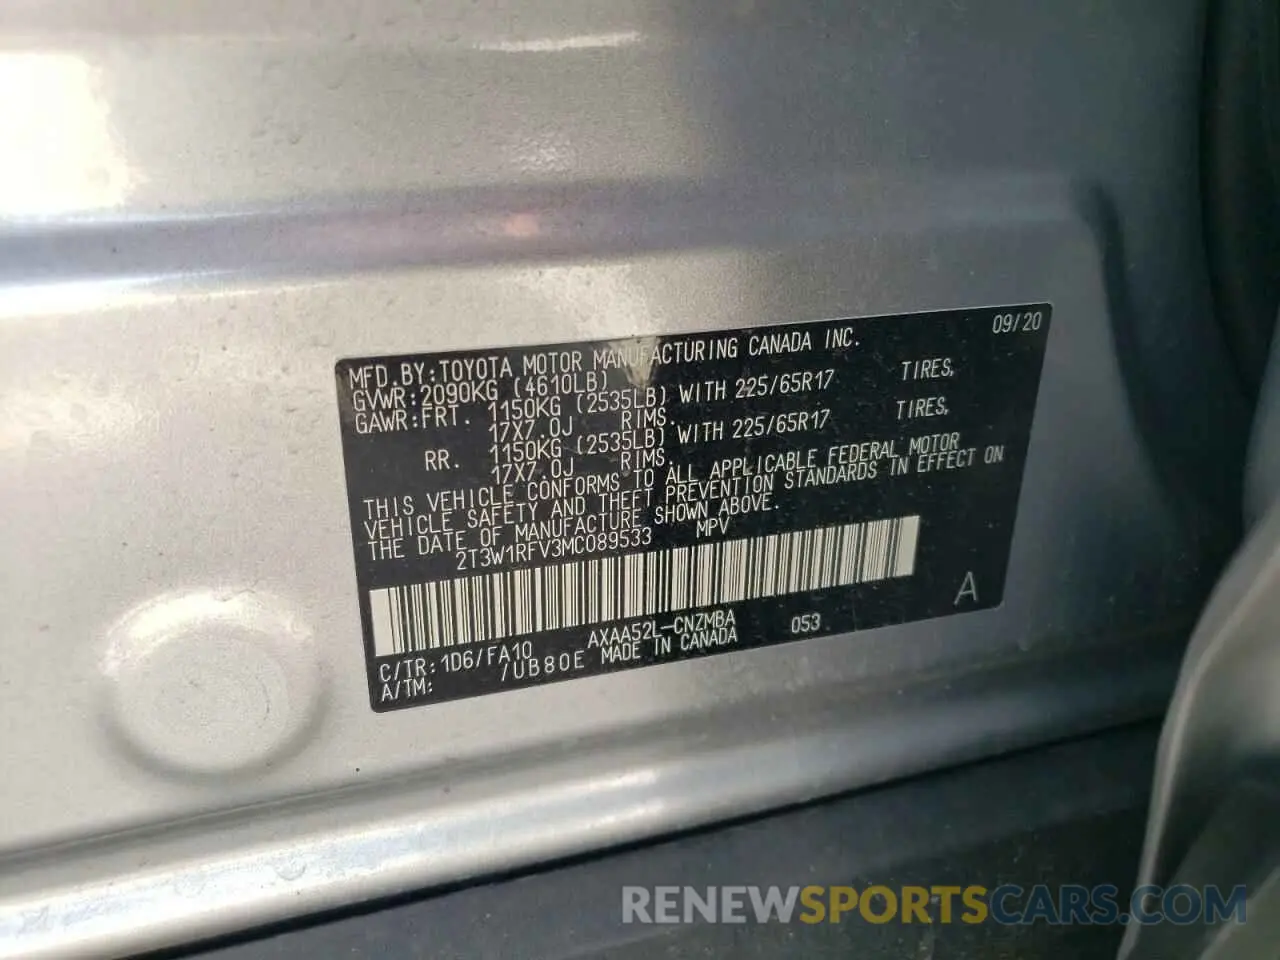 09/20
MFD.BY:TOYOTA MOTOR MANUFACTURING CANADA INC.
GVWR:2090KG (4610LB)
GAWR:FRT. 1150KG (2535LB) WITH 225/65R17 TIRES,
17X7.0J RIMS.
RR. 1150KG (2535LB) WITH 225/65R17 TIRES,
17X7.0J RIMS.
THIS VEHICLE CONFORMS TO ALL APPLICABLE FEDERAL MOTOR
VEHICLE SAFETY AND THEFT PREVENTION STANDARDS IN EFFECT ON
THE DATE OF MANUFACTURE SHOWN ABOVE.
2T3W1RFV3MC089533 MPV
C/TR:1D6/FA10 AXAA52L-CNZMBA 053 A
A/TM: /UB80E MADE IN CANADA
RENEWSPORTSCARS.COM